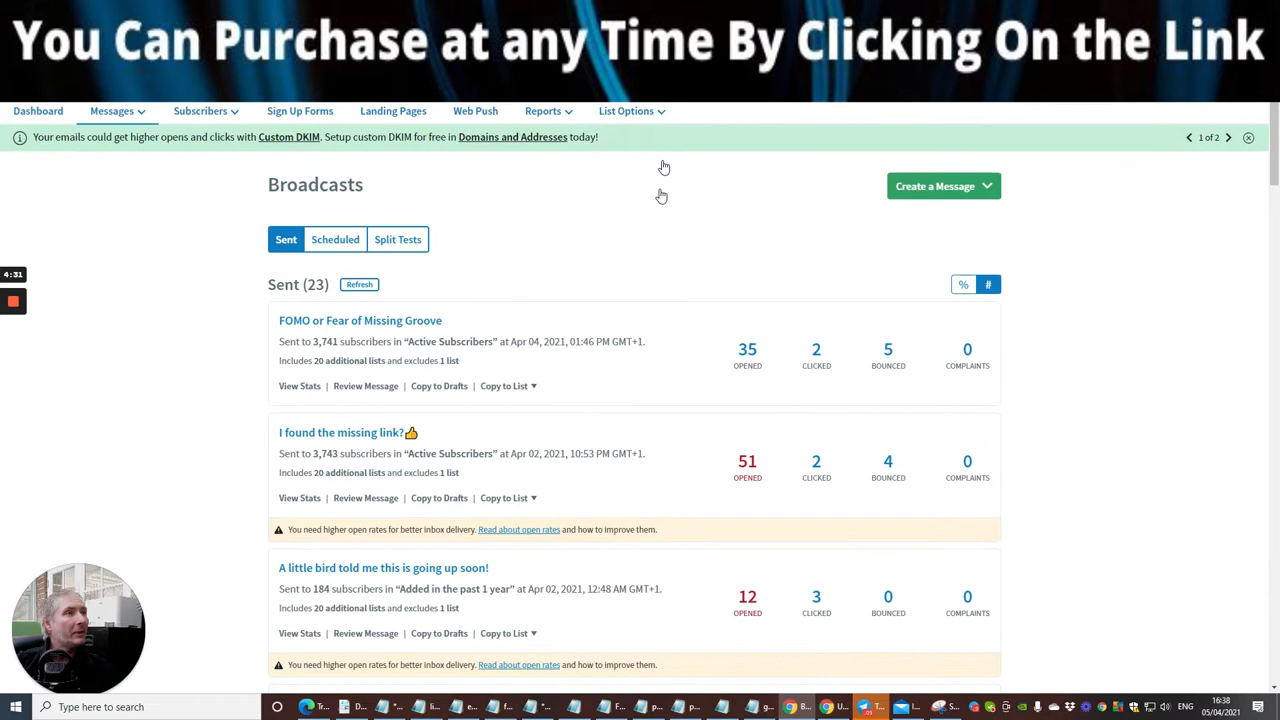 You Can Purchase at any Time By Clicking On the Link
Dashboard Messages Subscribers Sign Up Forms Landing Pages Web Push Reports List Options
Your emails could get higher opens and clicks with Custom DKIM. Setup custom DKIM for free in Domains and Addresses today! 1 of 2
Broadcasts
Create a Message
Sent Scheduled Split Tests
4:31
Sent (23) Refresh % #
FOMO or Fear of Missing Groove
Sent to 3,741 subscribers in “Active Subscribers” at Apr 04, 2021, 01:46 PM GMT+1.
Includes 20 additional lists and excludes 1 list
35 2 5 0
OPENED CLICKED BOUNCED COMPLAINTS
View Stats | Review Message | Copy to Drafts | Copy to List
I found the missing link?👍
Sent to 3,743 subscribers in “Active Subscribers” at Apr 02, 2021, 10:53 PM GMT+1.
Includes 20 additional lists and excludes 1 list
51 2 4 0
OPENED CLICKED BOUNCED COMPLAINTS
View Stats | Review Message | Copy to Drafts | Copy to List
You need higher open rates for better inbox delivery. Read about open rates and how to improve them.
A little bird told me this is going up soon!
Sent to 184 subscribers in “Added in the past 1 year” at Apr 02, 2021, 12:48 AM GMT+1.
Includes 20 additional lists and excludes 1 list
12 3 0 0
OPENED CLICKED BOUNCED COMPLAINTS
View Stats | Review Message | Copy to Drafts | Copy to List
You need higher open rates for better inbox delivery. Read about open rates and how to improve them.
Type here to search
16:38
05/04/2021